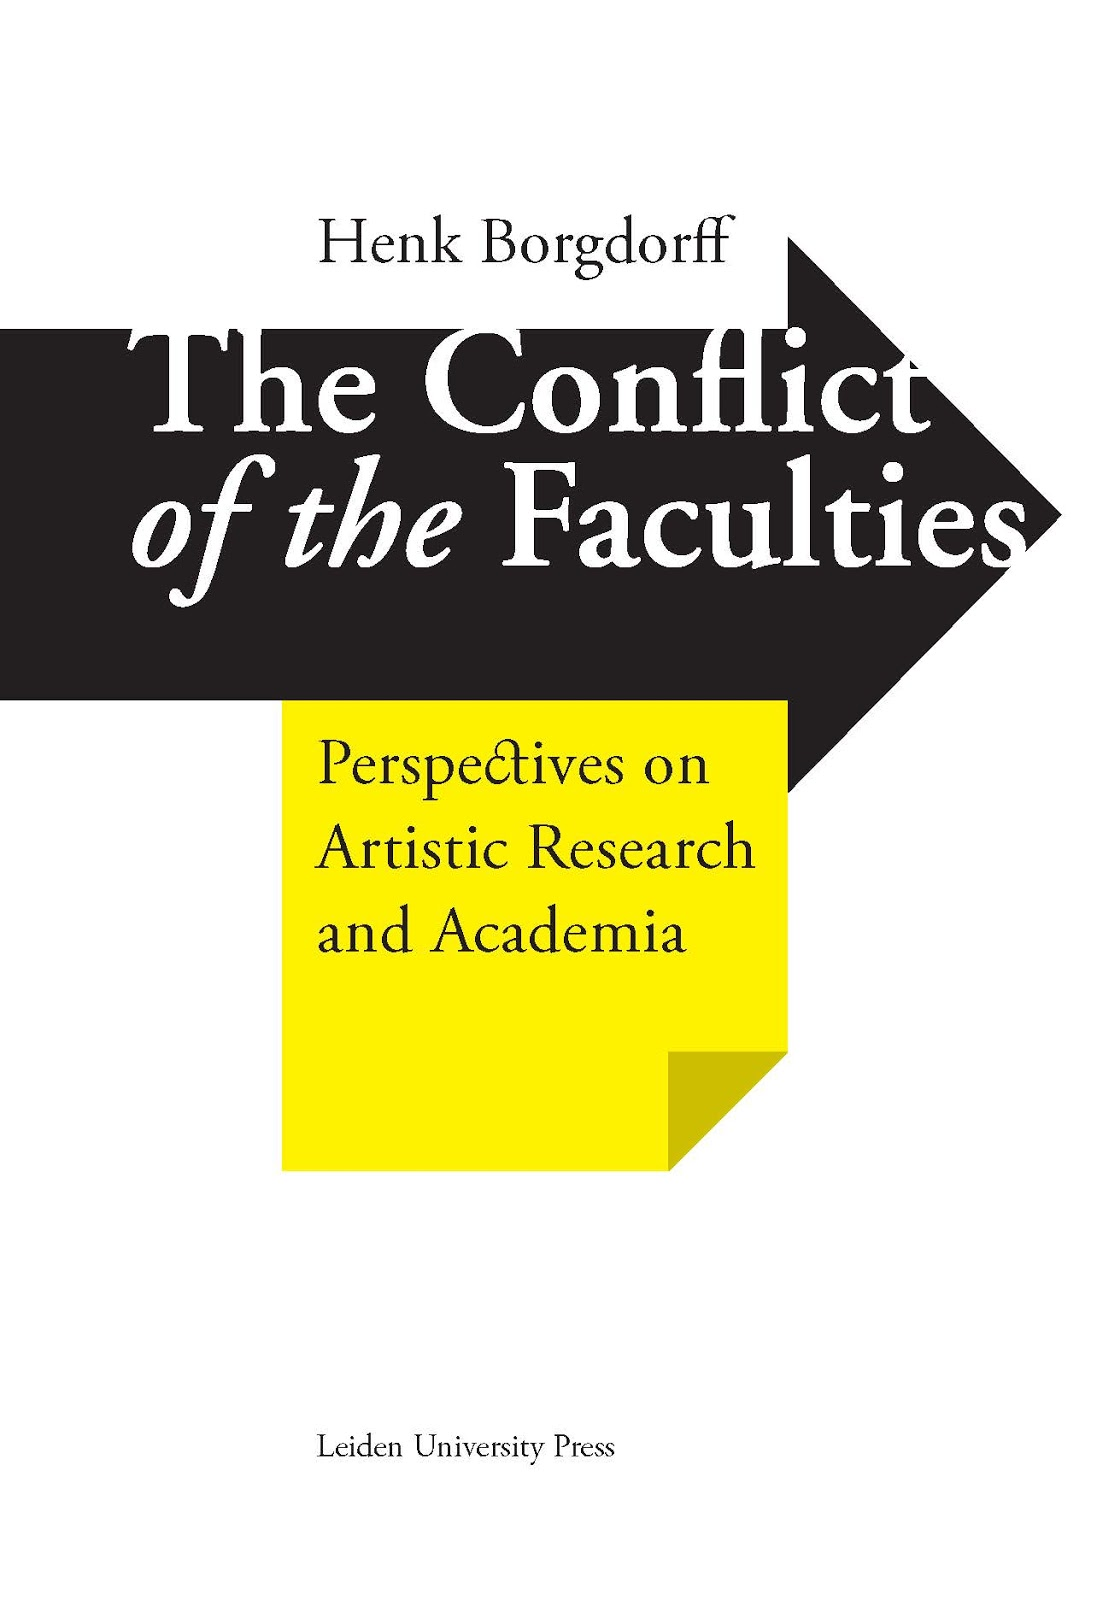 Henk Borgdorff
The Conflict
of the Faculties
Perspectives on
Artistic Research
and Academia
Leiden University Press